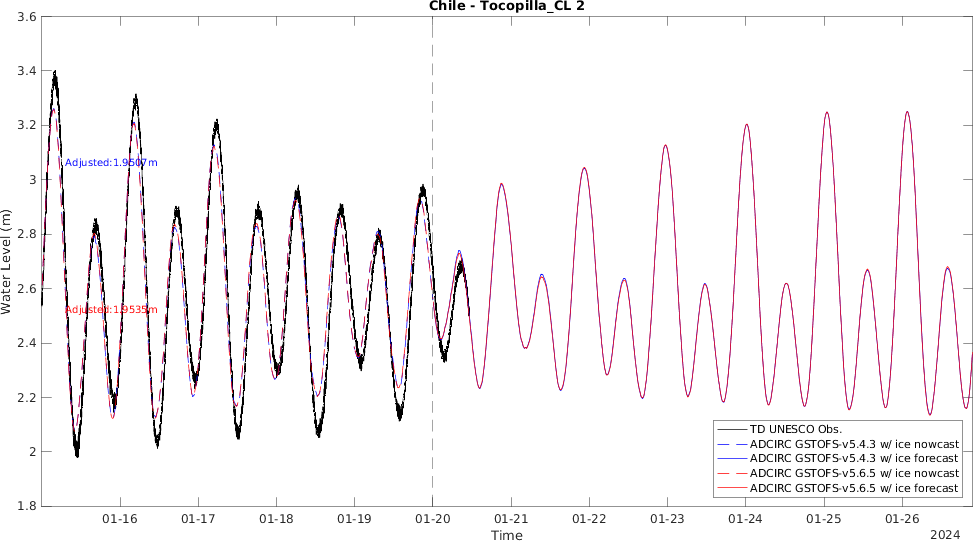 Chile - Tocopilla_CL 2
3.6
3.4
3.2
3
2.8
2.6
2.4
2.2
2
1.8
Water Level (m)
Adjusted:1.9507m
Adjusted:1.9535m
TD UNESCO Obs.
ADCIRC GSTOFS-v5.4.3 w/ ice nowcast
ADCIRC GSTOFS-v5.4.3 w/ ice forecast
ADCIRC GSTOFS-v5.6.5 w/ ice nowcast
ADCIRC GSTOFS-v5.6.5 w/ ice forecast
01-16 01-17 01-18 01-19 01-20 01-21 01-22 01-23 01-24 01-25 01-26
Time
2024